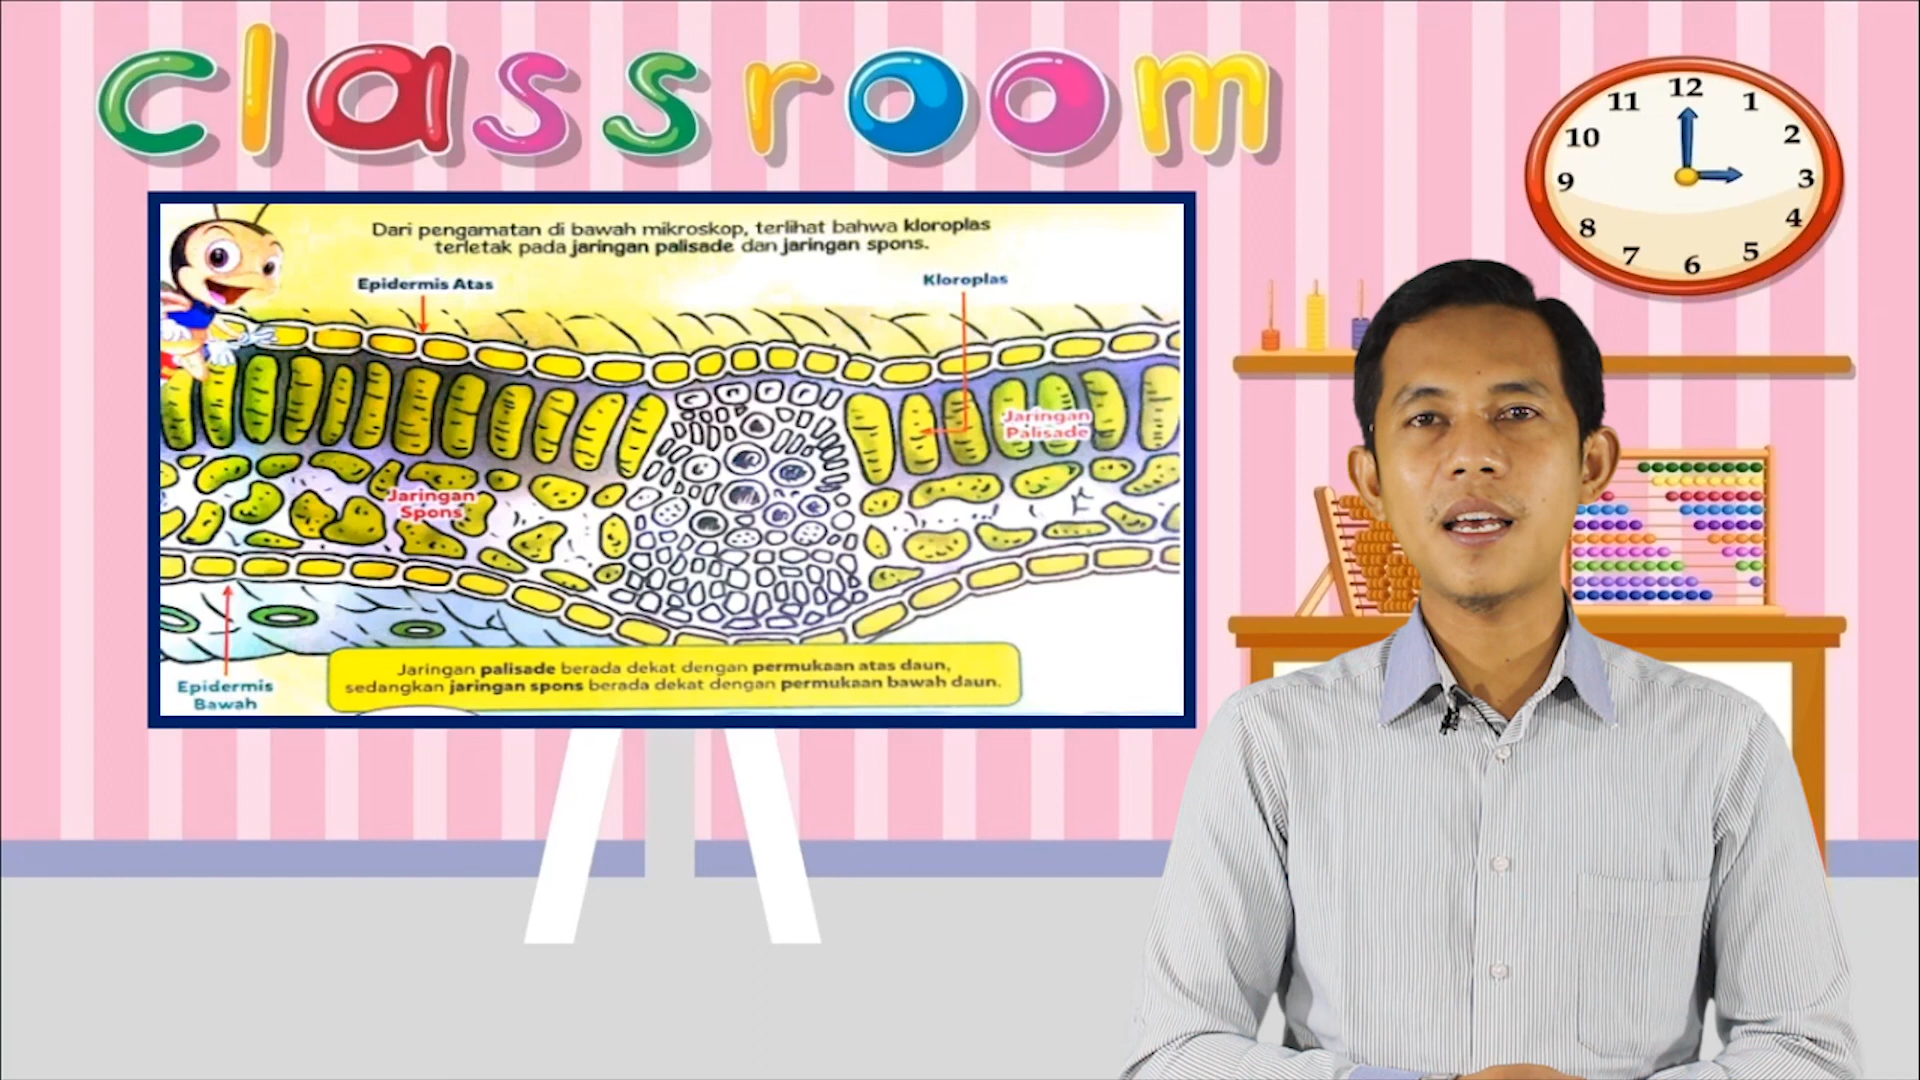 classroom
12
11
1
10
2
9
3
8
4
7
5
6
Dari pengamatan di bawah mikroskop, terlihat bahwa kloroplas
terletak pada jaringan palisade dan jaringan spons.
Epidermis Atas
Kloroplas
Jaringan
Palisade
Jaringan
Spons
Epidermis
Bawah
Jaringan palisade berada dekat dengan permukaan atas daun,
sedangkan jaringan spons berada dekat dengan permukaan bawah daun.